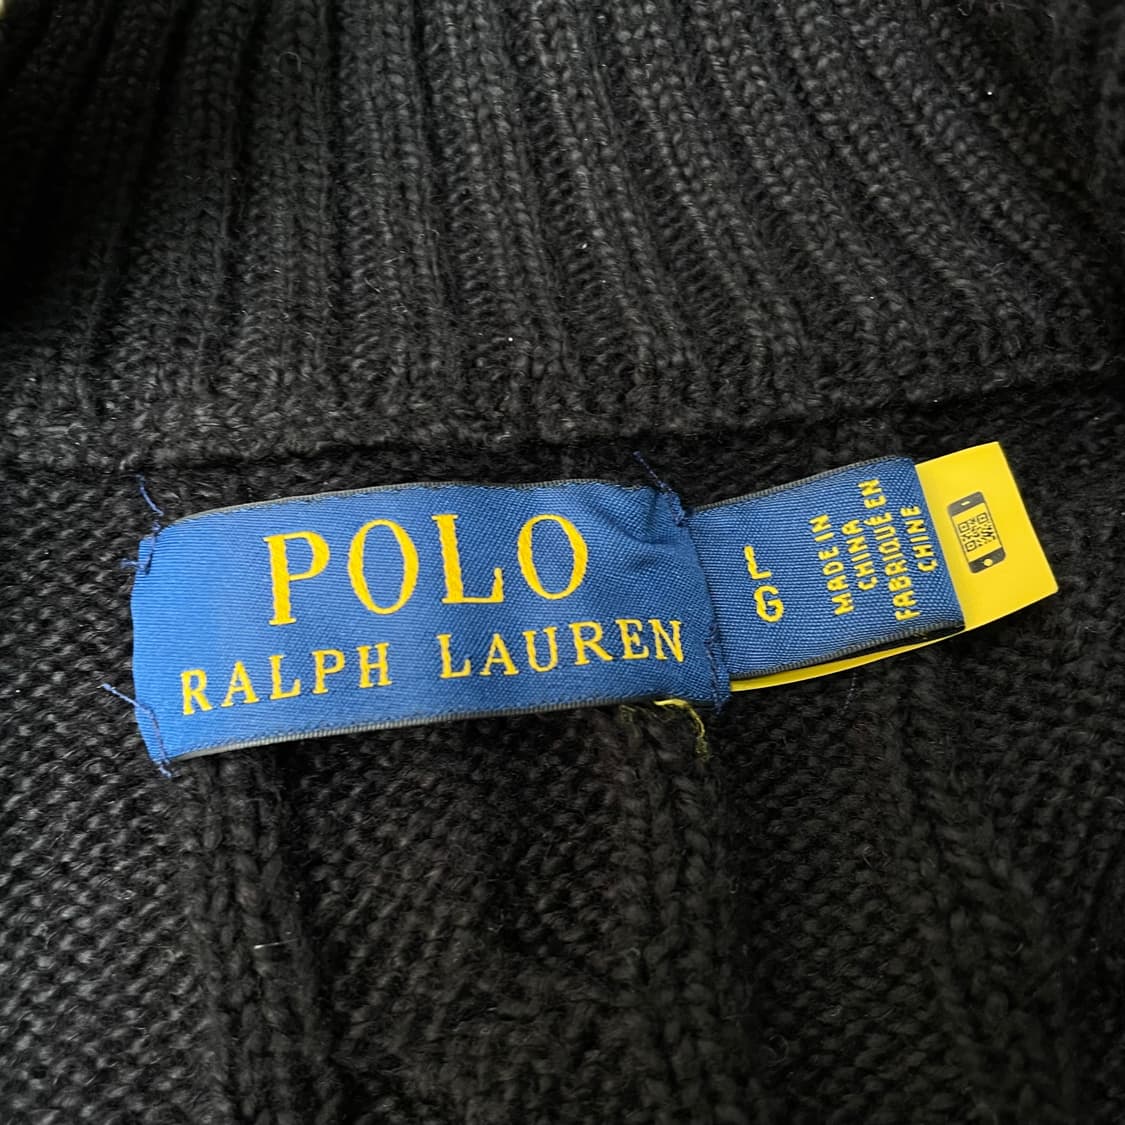 POLO
RALPH LAUREN
L
G
MADE IN
CHINA
FABRIQUÉ EN
CHINE